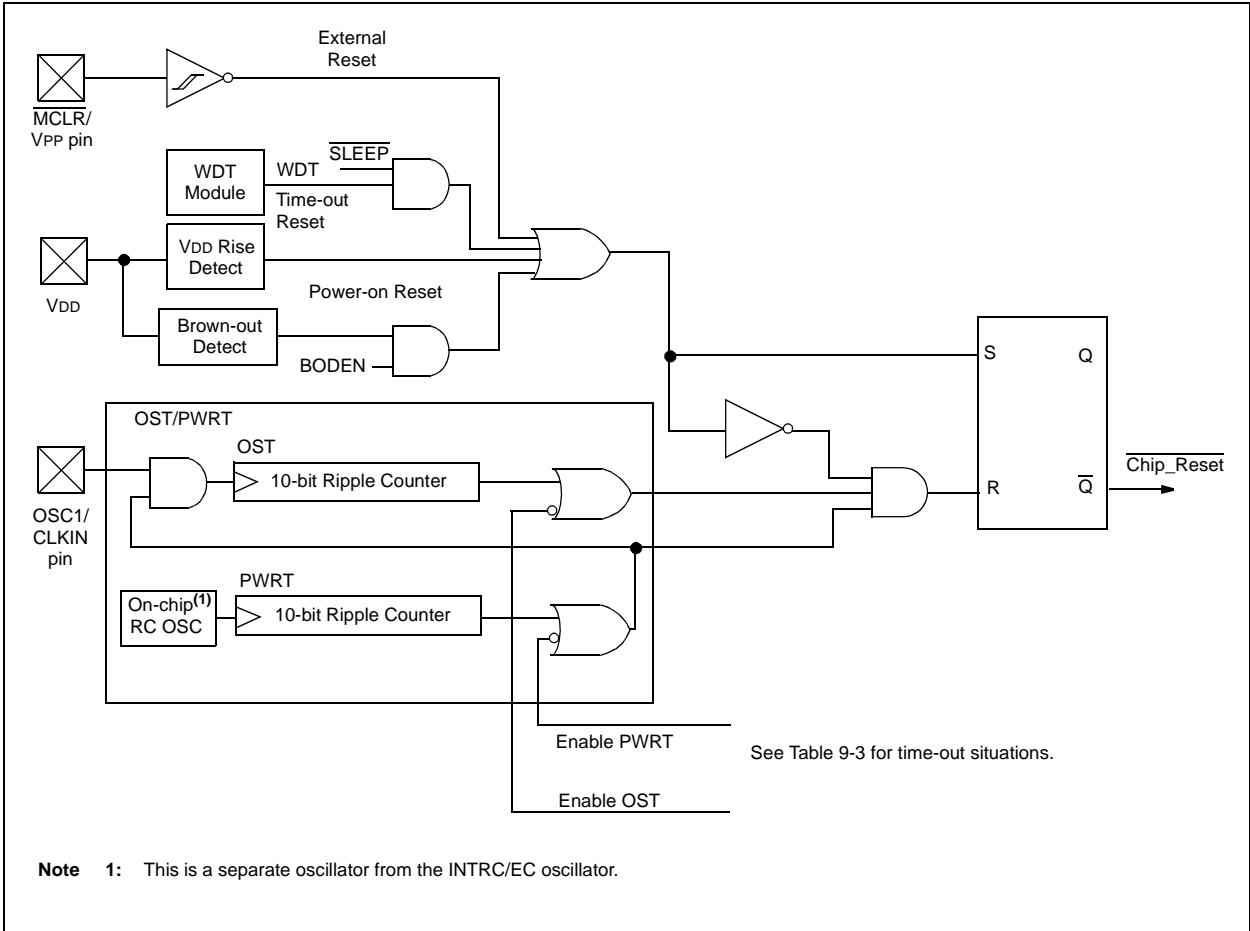 External
Reset
MCLR/
VPP pin
SLEEP
WDT
Module
WDT
Time-out
Reset
VDD Rise
Detect
VDD
Power-on Reset
Brown-out
Detect
BODEN
S
Q
OST/PWRT
OST
10-bit Ripple Counter
Chip_Reset
R
Q
OSC1/
CLKIN
pin
PWRT
On-chip(1)
RC OSC
10-bit Ripple Counter
Enable PWRT
See Table 9-3 for time-out situations.
Enable OST
Note 1: This is a separate oscillator from the INTRC/EC oscillator.